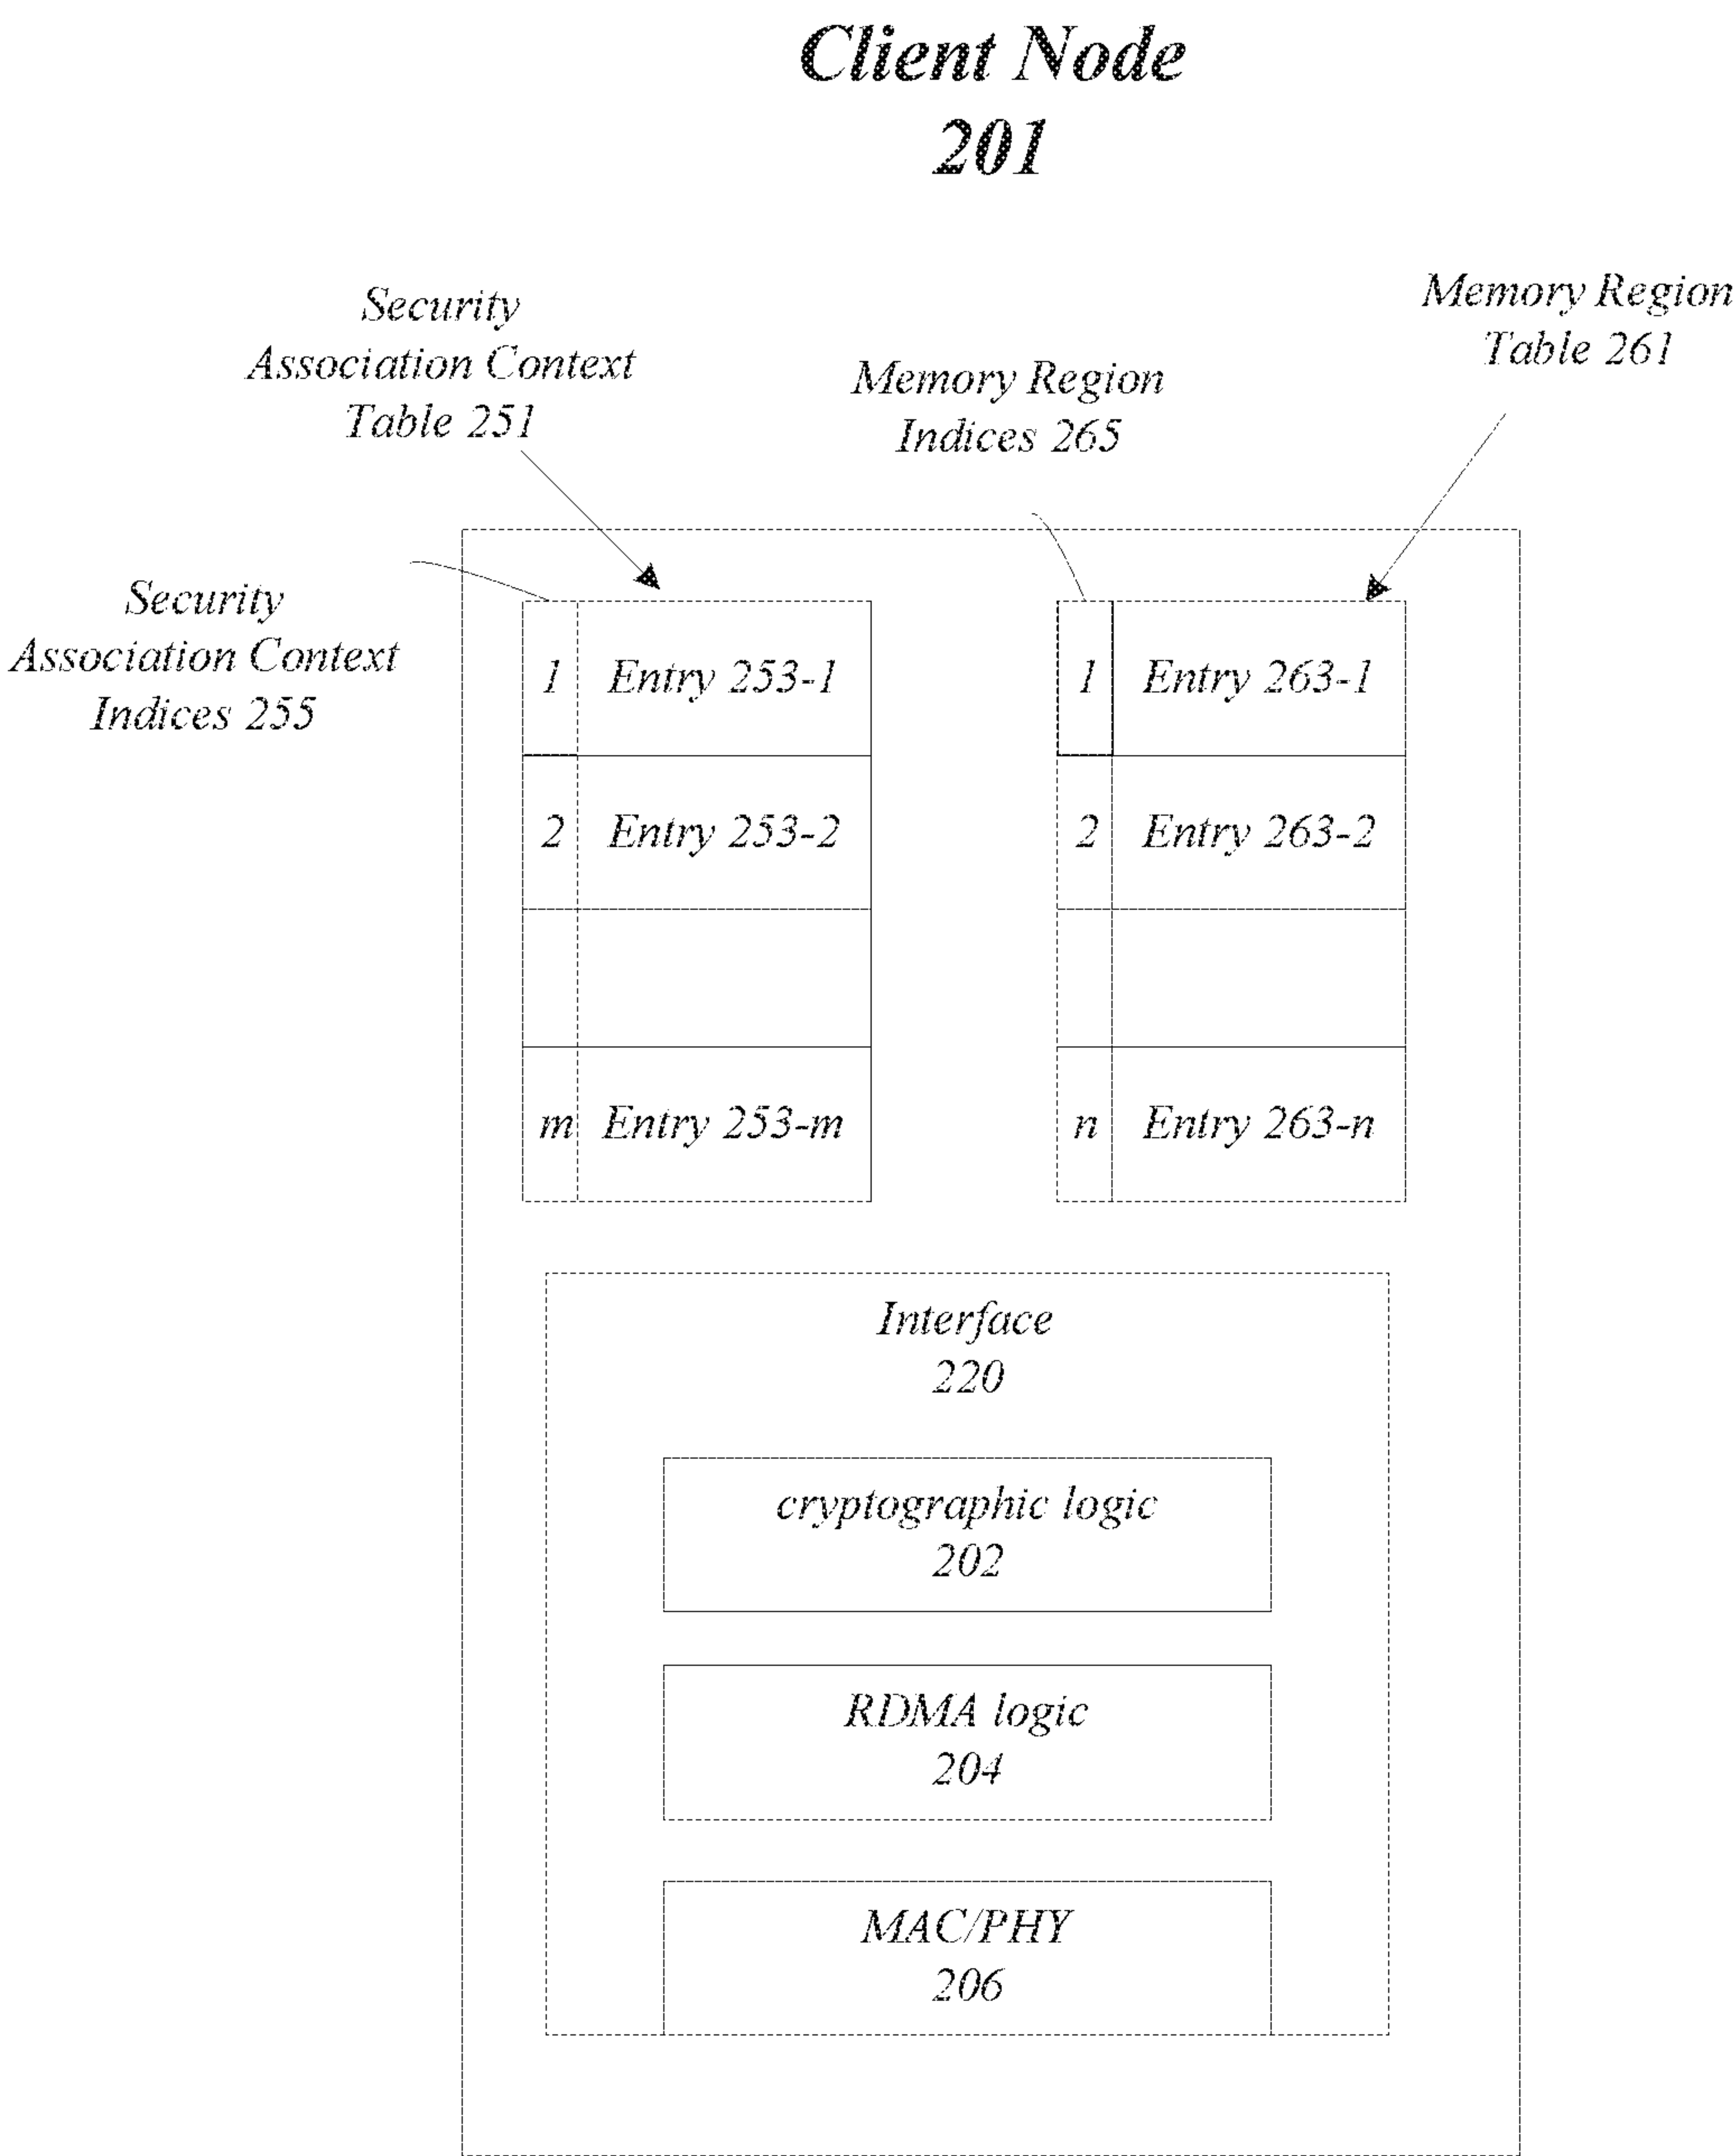 Client Node
201
Security
Association Context
Table 251
Memory Region
Indices 265
Memory Region
Table 261
Security
Association Context
Indices 255
1 Entry 253-1
2 Entry 253-2
m Entry 253-m
1 Entry 263-1
2 Entry 263-2
n Entry 263-n
Interface
220
cryptographic logic
202
RDMA logic
204
MAC/PHY
206